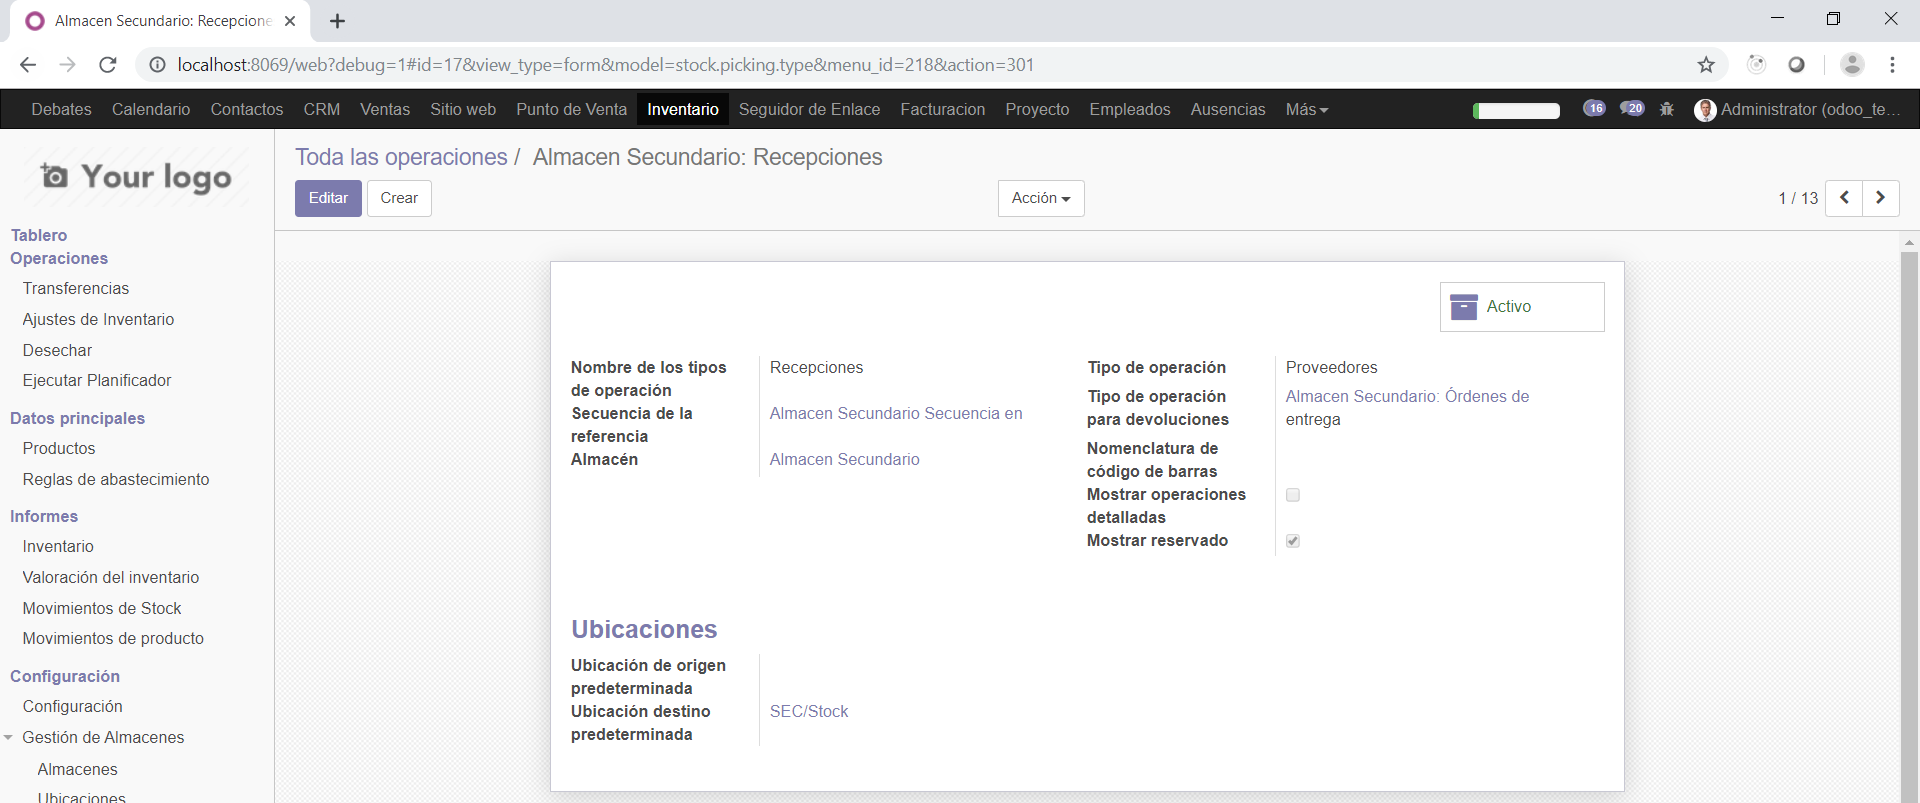 Almacen Secundario: Recepcione
localhost:8069/web?debug=1#id=17&view_type=form&model=stock.picking.type&menu_id=218&action=301
Debates Calendario Contactos CRM Ventas Sitio web Punto de Venta Inventario Seguidor de Enlace Facturacion Proyecto Empleados Ausencias Más 16 20 Administrator (odoo_te...
Your logo
Toda las operaciones / Almacen Secundario: Recepciones
Editar Crear Acción 1 / 13
Tablero
Operaciones
Transferencias
Ajustes de Inventario
Desechar
Ejecutar Planificador
Datos principales
Productos
Reglas de abastecimiento
Informes
Inventario
Valoración del inventario
Movimientos de Stock
Movimientos de producto
Configuración
Configuración
Gestión de Almacenes
Almacenes
Ubicaciones
Activo
Nombre de los tipos
de operación
Recepciones
Secuencia de la
referencia
Almacen Secundario Secuencia en
Almacén
Almacen Secundario
Tipo de operación
Proveedores
Tipo de operación
para devoluciones
Almacen Secundario: Órdenes de
entrega
Nomenclatura de
código de barras
Mostrar operaciones
detalladas
Mostrar reservado
Ubicaciones
Ubicación de origen
predeterminada
Ubicación destino
predeterminada
SEC/Stock